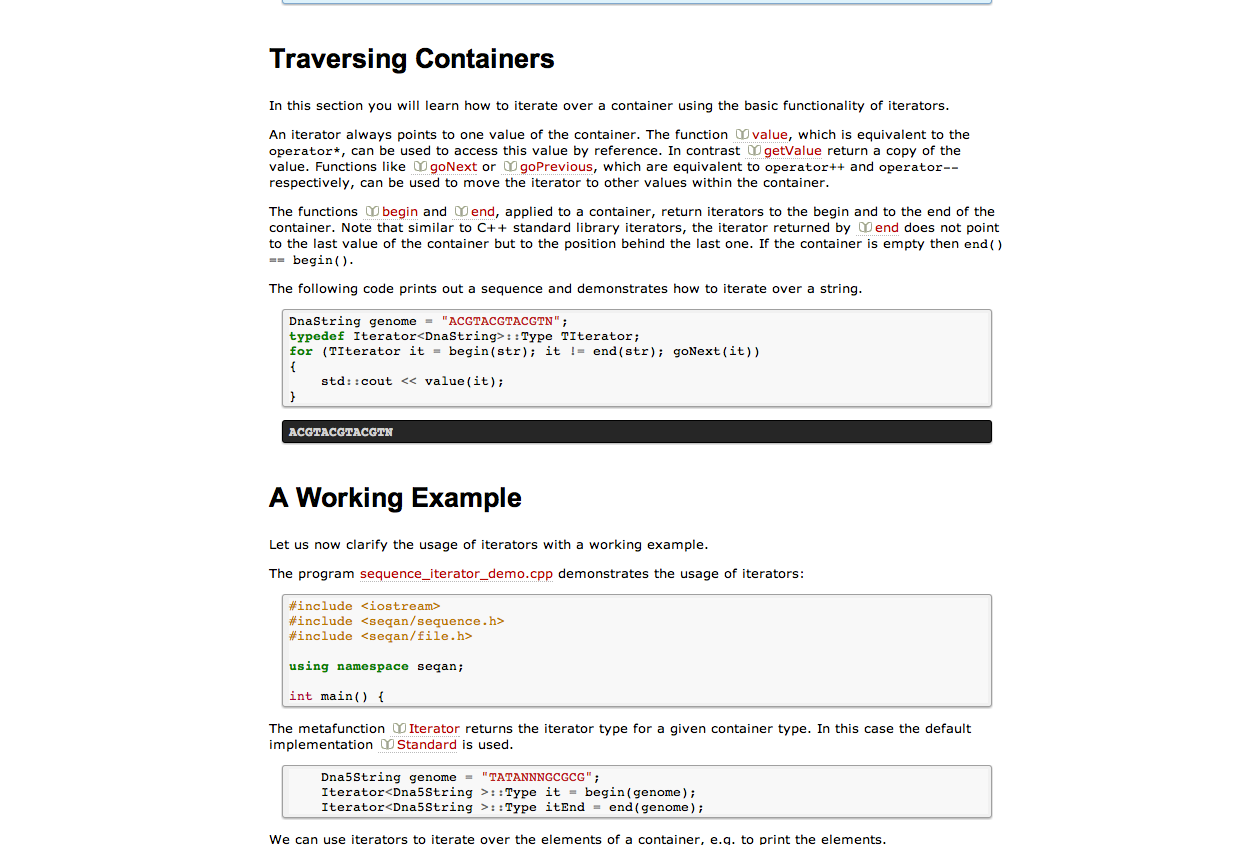 Traversing Containers
In this section you will learn how to iterate over a container using the basic functionality of iterators.
An iterator always points to one value of the container. The function value, which is equivalent to the
operator*, can be used to access this value by reference. In contrast getValue return a copy of the
value. Functions like goNext or goPrevious, which are equivalent to operator++ and operator--
respectively, can be used to move the iterator to other values within the container.
The functions begin and end, applied to a container, return iterators to the begin and to the end of the
container. Note that similar to C++ standard library iterators, the iterator returned by end does not point
to the last value of the container but to the position behind the last one. If the container is empty then end()
== begin().
The following code prints out a sequence and demonstrates how to iterate over a string.
DnaString genome = "ACGTACGTACGTN";
typedef Iterator<DnaString>::Type TIterator;
for (TIterator it = begin(str); it != end(str); goNext(it))
{
    std::cout << value(it);
}
ACGTACGTACGTN
A Working Example
Let us now clarify the usage of iterators with a working example.
The program sequence_iterator_demo.cpp demonstrates the usage of iterators:
#include <iostream>
#include <seqan/sequence.h>
#include <seqan/file.h>
using namespace seqan;
int main() {
The metafunction Iterator returns the iterator type for a given container type. In this case the default
implementation Standard is used.
    Dna5String genome = "TATANNNGCGCG";
    Iterator<Dna5String >::Type it = begin(genome);
    Iterator<Dna5String >::Type itEnd = end(genome);
We can use iterators to iterate over the elements of a container, e.g. to print the elements.